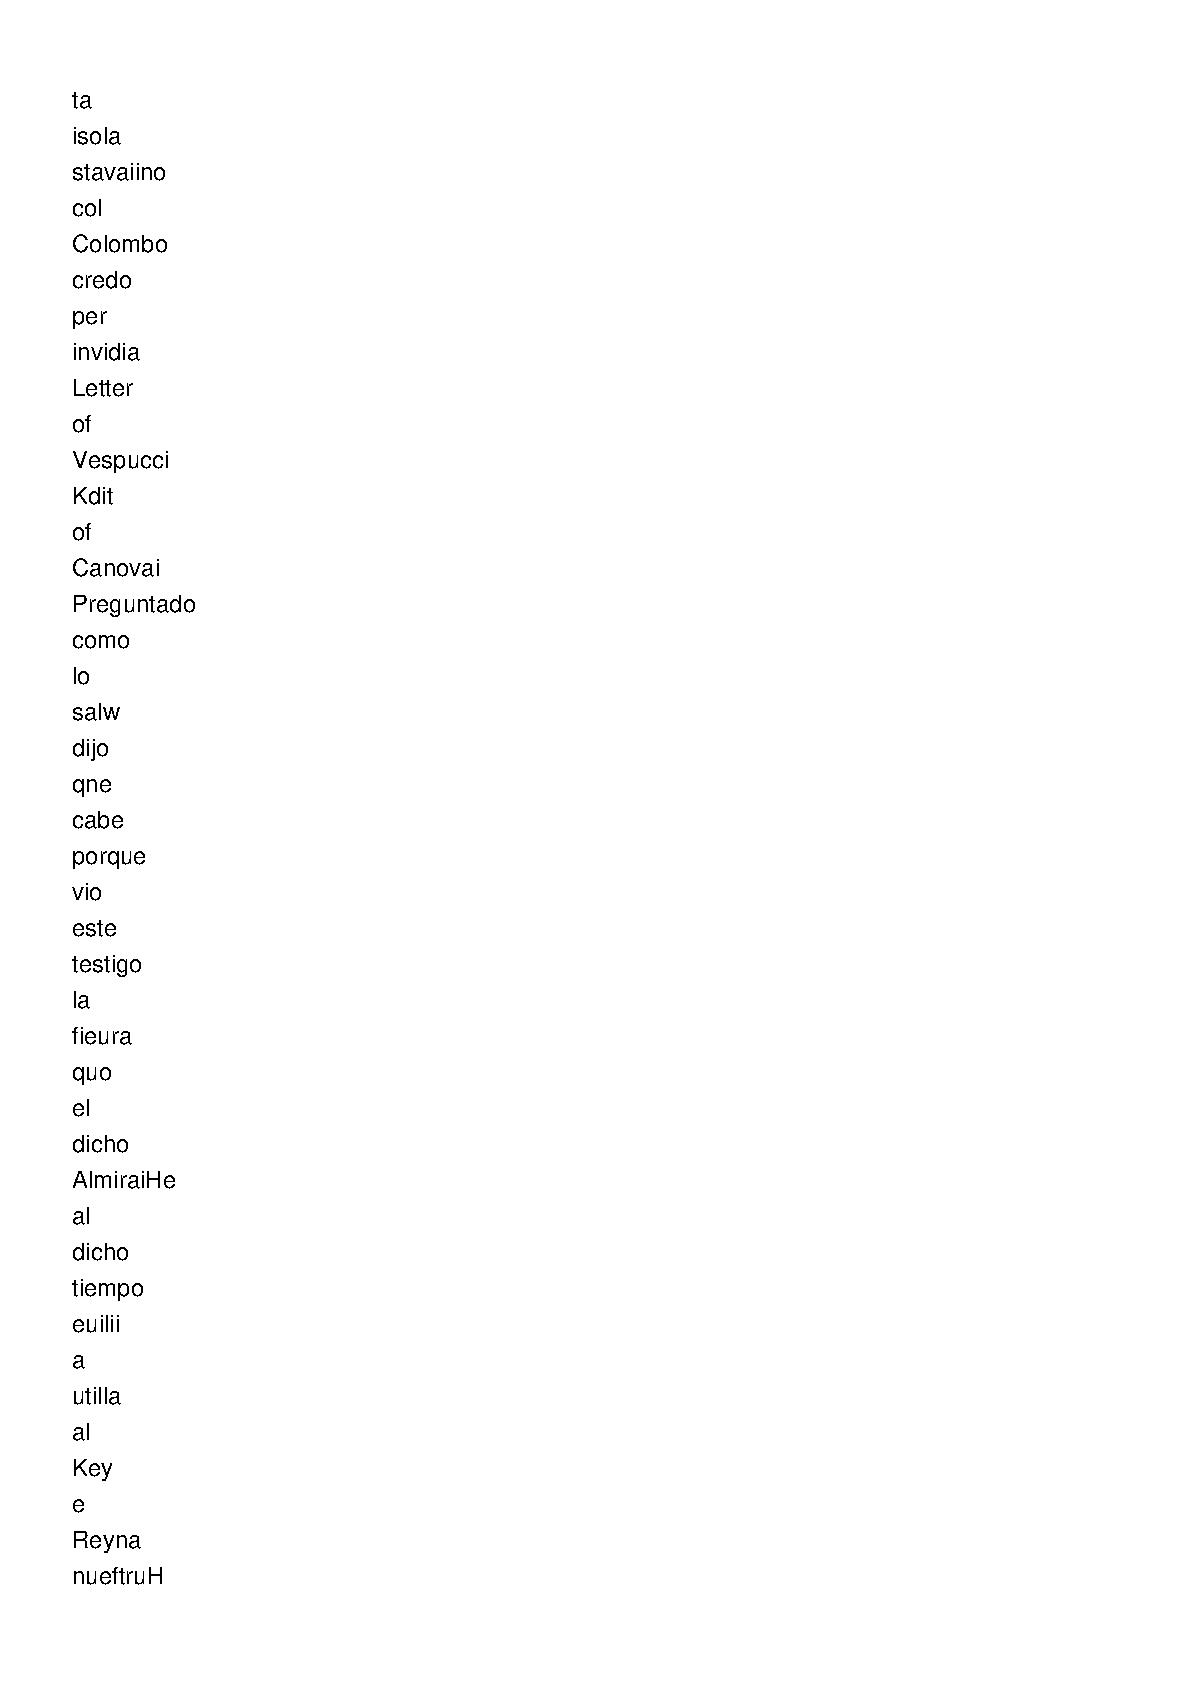 ta
isola
stavaiino
col
Colombo
credo
per
invidia
Letter
of
Vespucci
Kdit
of
Canovai
Preguntado
como
lo
salw
dijo
qne
cabe
porque
vio
este
testigo
la
fieura
quo
el
dicho
AlmiraiHe
al
dicho
tiempo
euilii
a
utilla
al
Key
e
Reyna
nueftruH